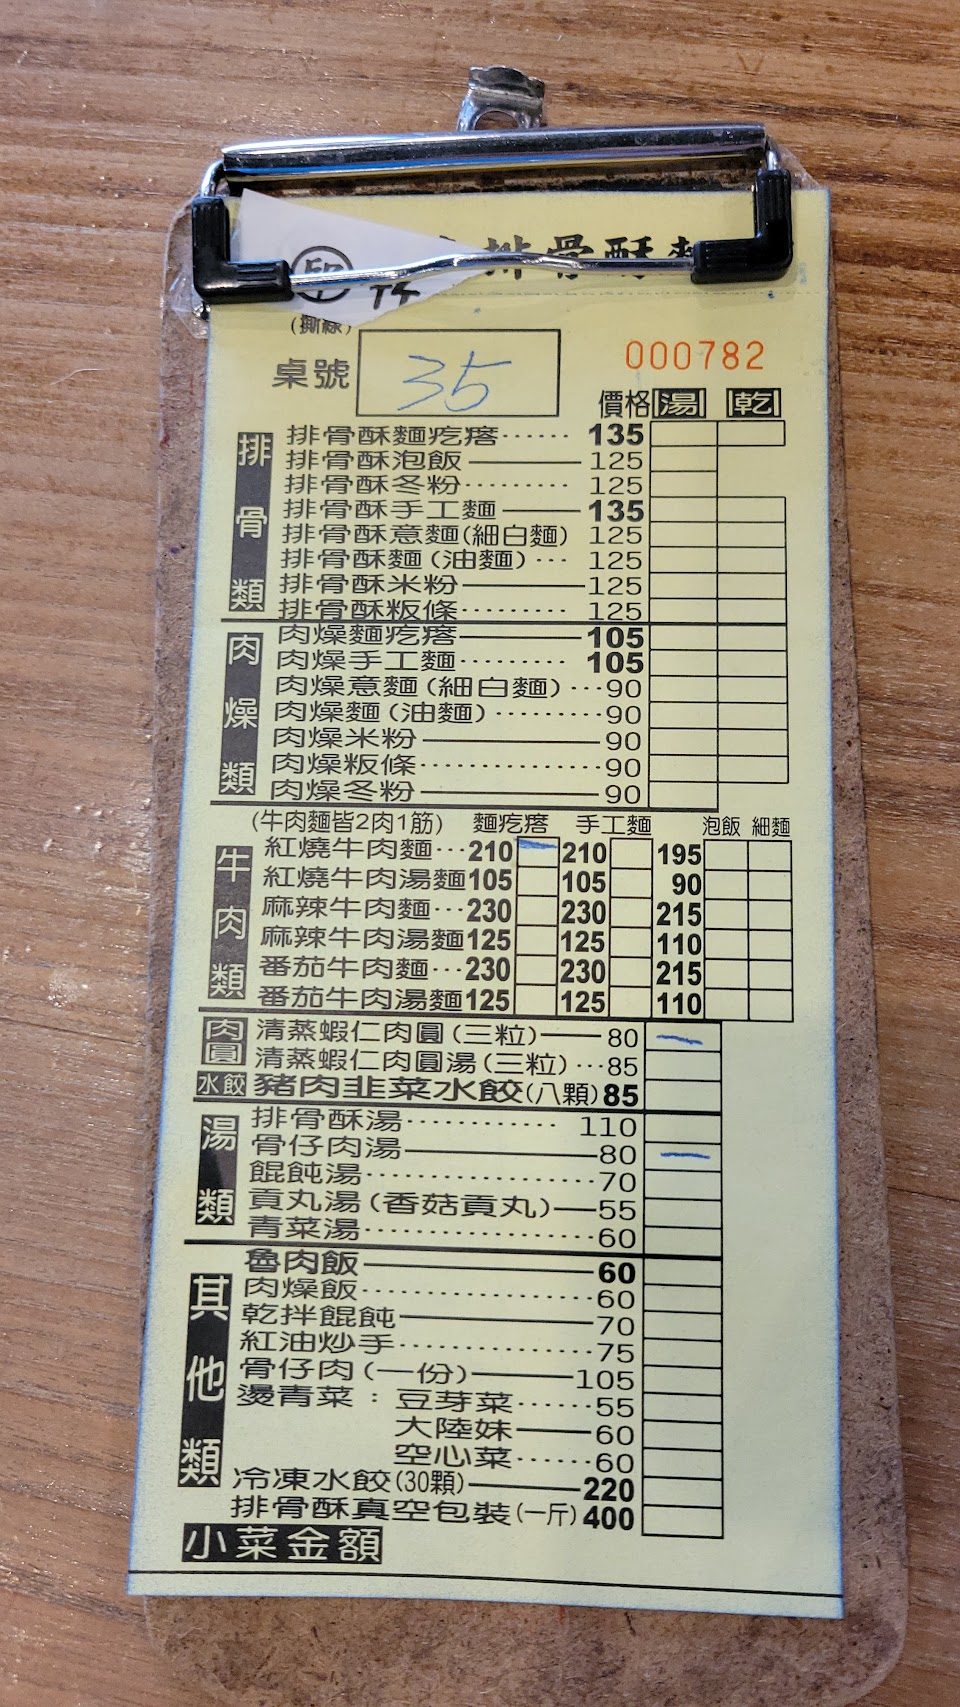 排骨酥麵
印
(撕線)
桌號 35 000782
價格 湯 乾
排骨類
排骨酥麵疙瘩…… 135
排骨酥泡飯 125
排骨酥冬粉……… 125
排骨酥手工麵 135
排骨酥意麵(細白麵) 125
排骨酥麵(油麵)… 125
排骨酥米粉 125
排骨酥粄條……… 125
肉燥類
肉燥麵疙瘩 105
肉燥手工麵……… 105
肉燥意麵(細白麵)…90
肉燥麵(油麵)………90
肉燥米粉 90
肉燥粄條………………90
肉燥冬粉 90
(牛肉麵皆2肉1筋) 麵疙瘩 手工麵 泡飯 細麵
牛肉類
紅燒牛肉麵…210 210 195
紅燒牛肉湯麵105 105 90
麻辣牛肉麵…230 230 215
麻辣牛肉湯麵125 125 110
番茄牛肉麵…230 230 215
番茄牛肉湯麵125 125 110
肉圓
清蒸蝦仁肉圓(三粒) 80
清蒸蝦仁肉圓湯(三粒)…85
水餃 豬肉韭菜水餃(八顆)85
湯類
排骨酥湯………… 110
骨仔肉湯 80
餛飩湯………………70
貢丸湯(香菇貢丸) 55
青菜湯………………60
其他類
魯肉飯 60
肉燥飯………………60
乾拌餛飩 70
紅油炒手……………75
骨仔肉(一份) 105
燙青菜：豆芽菜……55
大陸妹 60
空心菜……60
冷凍水餃(30顆) 220
排骨酥真空包裝(一斤)400
小菜金額